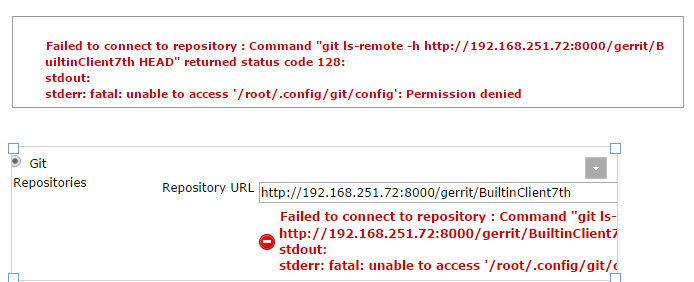 Failed to connect to repository : Command "git ls-remote -h http://192.168.251.72:8000/gerrit/B
uiltinClient7th HEAD" returned status code 128:
stdout:
stderr: fatal: unable to access '/root/.config/git/config': Permission denied
Git
Repositories
Repository URL http://192.168.251.72:8000/gerrit/BuiltinClient7th
Failed to connect to repository : Command "git ls-
http://192.168.251.72:8000/gerrit/BuiltinClient7
stdout:
stderr: fatal: unable to access '/root/.config/git/c